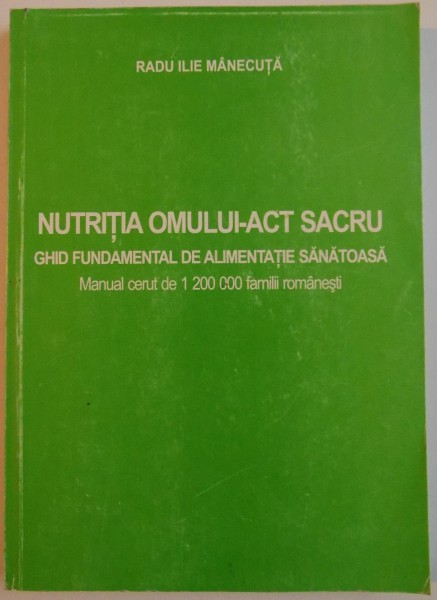 RADU ILIE MÂNECUȚĂ
NUTRIȚIA OMULUI-ACT SACRU
GHID FUNDAMENTAL DE ALIMENTAȚIE SĂNĂTOASĂ
Manual cerut de 1 200 000 familii românești